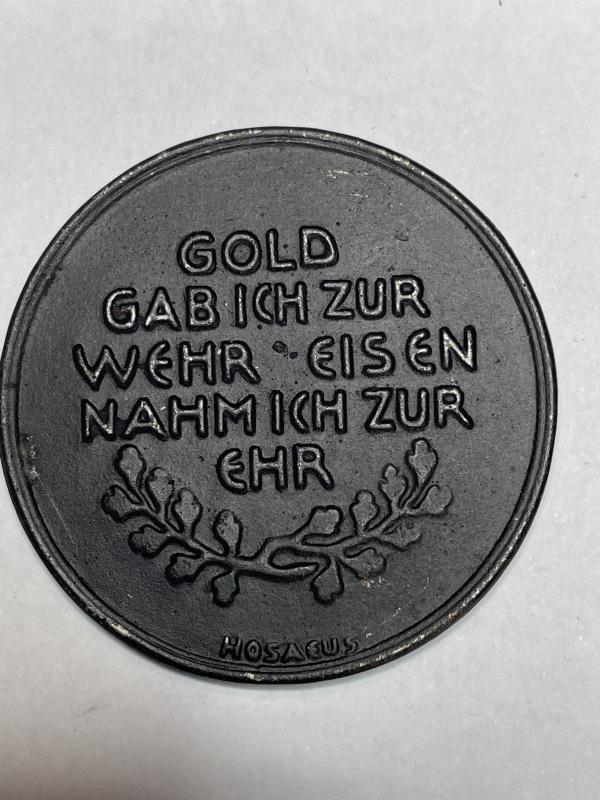 GOLD
GAB ICH ZUR
WEHR · EISEN
NAHM ICH ZUR
EHR
HOSAEUS